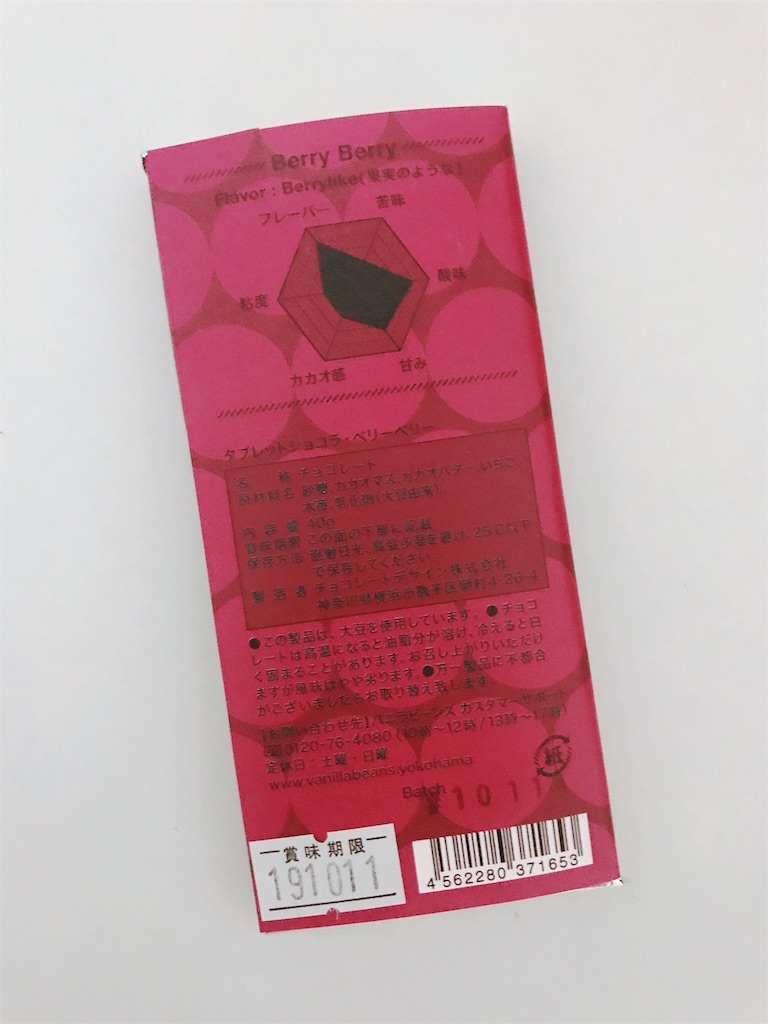 Berry Berry
Flavor : Berrylike(果実のような)
フレーバー
苦味
酸味
粘度
カカオ感
甘み
タブレットショコラ・ベリーベリー
名 称 チョコレート
原材料名 砂糖、カカオマス、カカオバター、いちご、
木苺、乳化剤(大豆由来)
内容量 40g
賞味期限 この面の下部に記載
保存方法 直射日光、高温多湿を避け、25℃以下
で保存してください。
製造者 チョコレートデザイン株式会社
神奈川県横浜市磯子区岡村4-26-4
●この製品は、大豆を使用しています。●チョコ
レートは高温になると油脂分が溶け、冷えると白
く固まることがあります。お召し上がりいただけ
ますが風味はやや劣ります。●万一製品に不都合
がございましたらお取り替え致します。
【お問い合わせ先】バニラビーンズ カスタマーサポート
0120-76-4080 (10時〜12時/13時〜17時)
定休日：土曜・日曜
www.vanillabeans.yokohama
紙
Batch
1011
賞味期限
191011
4 562280 371653